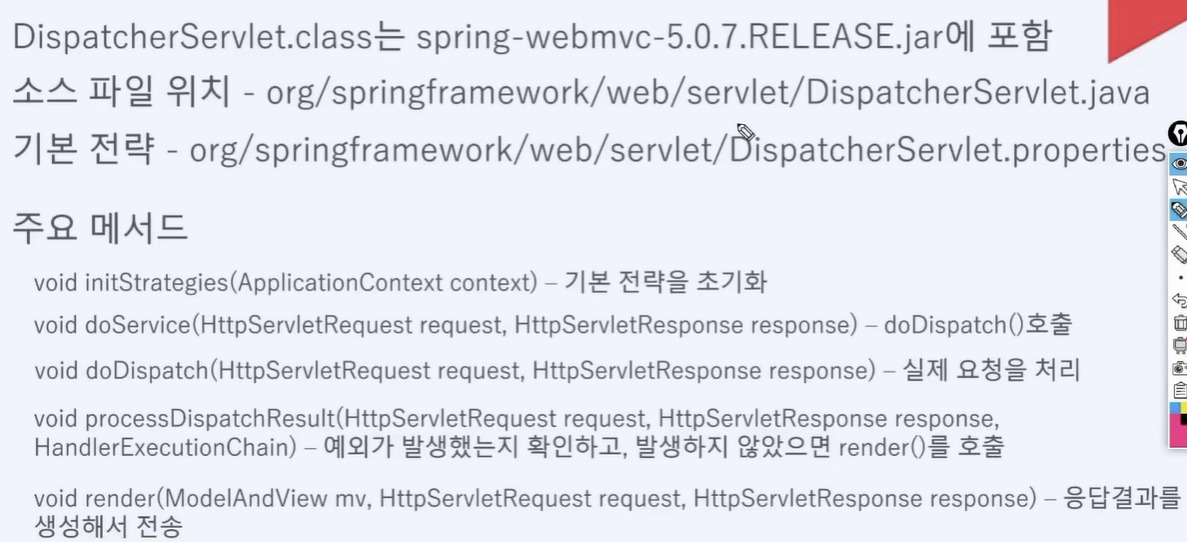 DispatcherServlet.class는 spring-webmvc-5.0.7.RELEASE.jar에 포함
소스 파일 위치 - org/springframework/web/servlet/DispatcherServlet.java
기본 전략 - org/springframework/web/servlet/DispatcherServlet.properties
주요 메서드
void initStrategies(ApplicationContext context) – 기본 전략을 초기화
void doService(HttpServletRequest request, HttpServletResponse response) – doDispatch()호출
void doDispatch(HttpServletRequest request, HttpServletResponse response) – 실제 요청을 처리
void processDispatchResult(HttpServletRequest request, HttpServletResponse response,
HandlerExecutionChain) – 예외가 발생했는지 확인하고, 발생하지 않았으면 render()를 호출
void render(ModelAndView mv, HttpServletRequest request, HttpServletResponse response) – 응답결과를
생성해서 전송